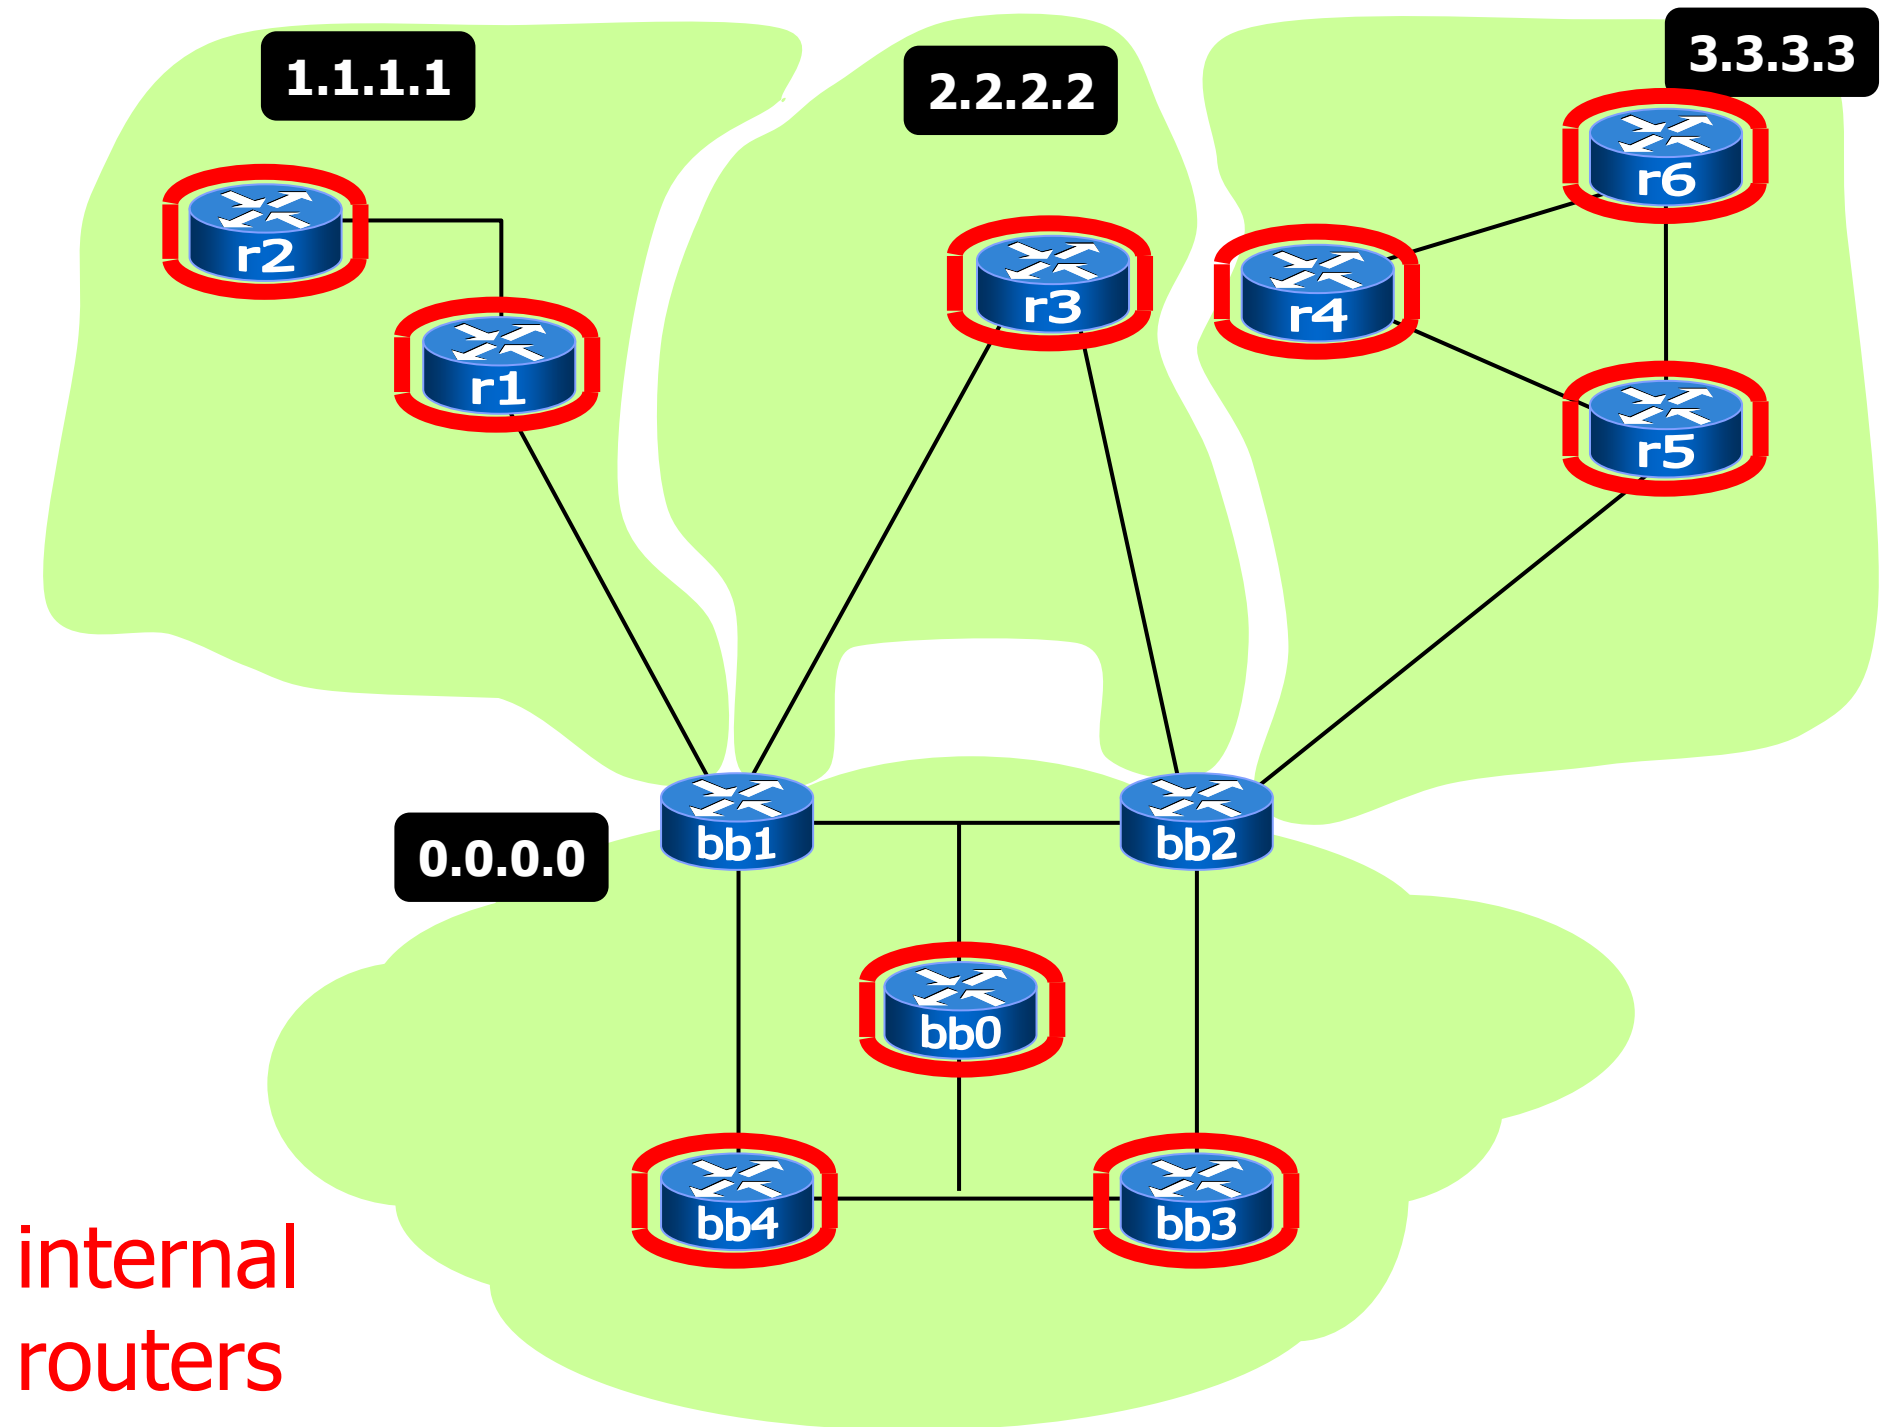 1.1.1.1
2.2.2.2
3.3.3.3
r6
r2
r3
r4
r1
r5
bb1
bb2
0.0.0.0
bb0
bb4
bb3
internal
routers